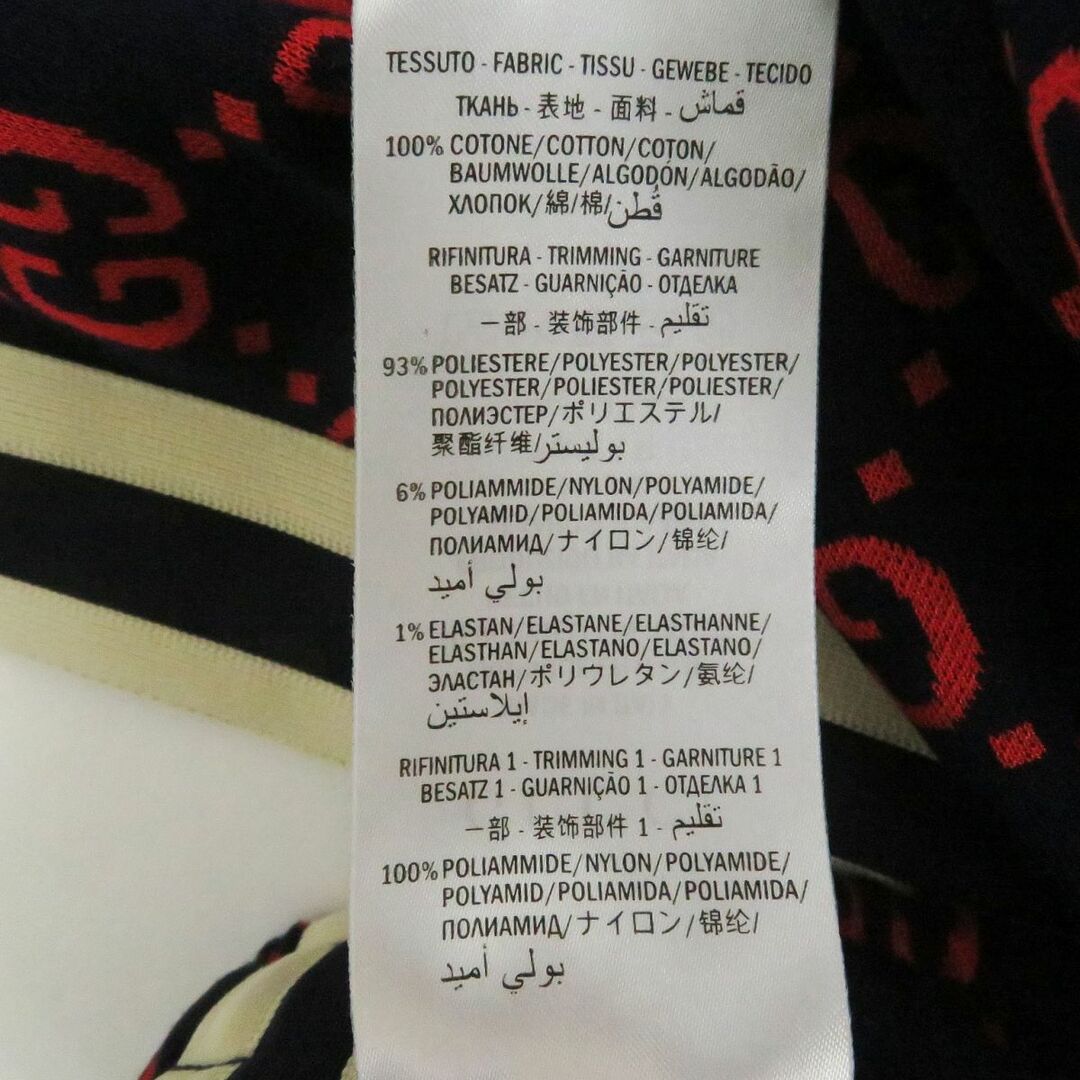 TESSUTO - FABRIC - TISSU - GEWEBE - TECIDO
ТКАНЬ - 表地 - 面料 - قماش
100% COTONE/COTTON/COTON/
BAUMWOLLE/ALGODÓN/ALGODÃO/
ХЛОПОК/綿/棉/قُطن
RIFINITURA - TRIMMING - GARNITURE
BESATZ - GUARNIÇÃO - ОТДЕЛКА
一部 - 装饰部件 - تقليم
93% POLIESTERE/POLYESTER/POLYESTER/
POLYESTER/POLIESTER/POLIESTER/
ПОЛИЭСТЕР/ポリエステル/
聚酯纤维/بوليستر
6% POLIAMMIDE/NYLON/POLYAMIDE/
POLYAMID/POLIAMIDA/POLIAMIDA/
ПОЛИАМИД/ナイロン/锦纶/
بولي أميد
1% ELASTAN/ELASTANE/ELASTHANNE/
ELASTHAN/ELASTANO/ELASTANO/
ЭЛАСТАН/ポリウレタン/氨纶/
إيلاستين
RIFINITURA 1 - TRIMMING 1 - GARNITURE 1
BESATZ 1 - GUARNIÇÃO 1 - ОТДЕЛКА 1
一部 - 装饰部件 1 - تقليم
100% POLIAMMIDE/NYLON/POLYAMIDE/
POLYAMID/POLIAMIDA/POLIAMIDA/
ПОЛИАМИД/ナイロン/锦纶/
بولي أميد